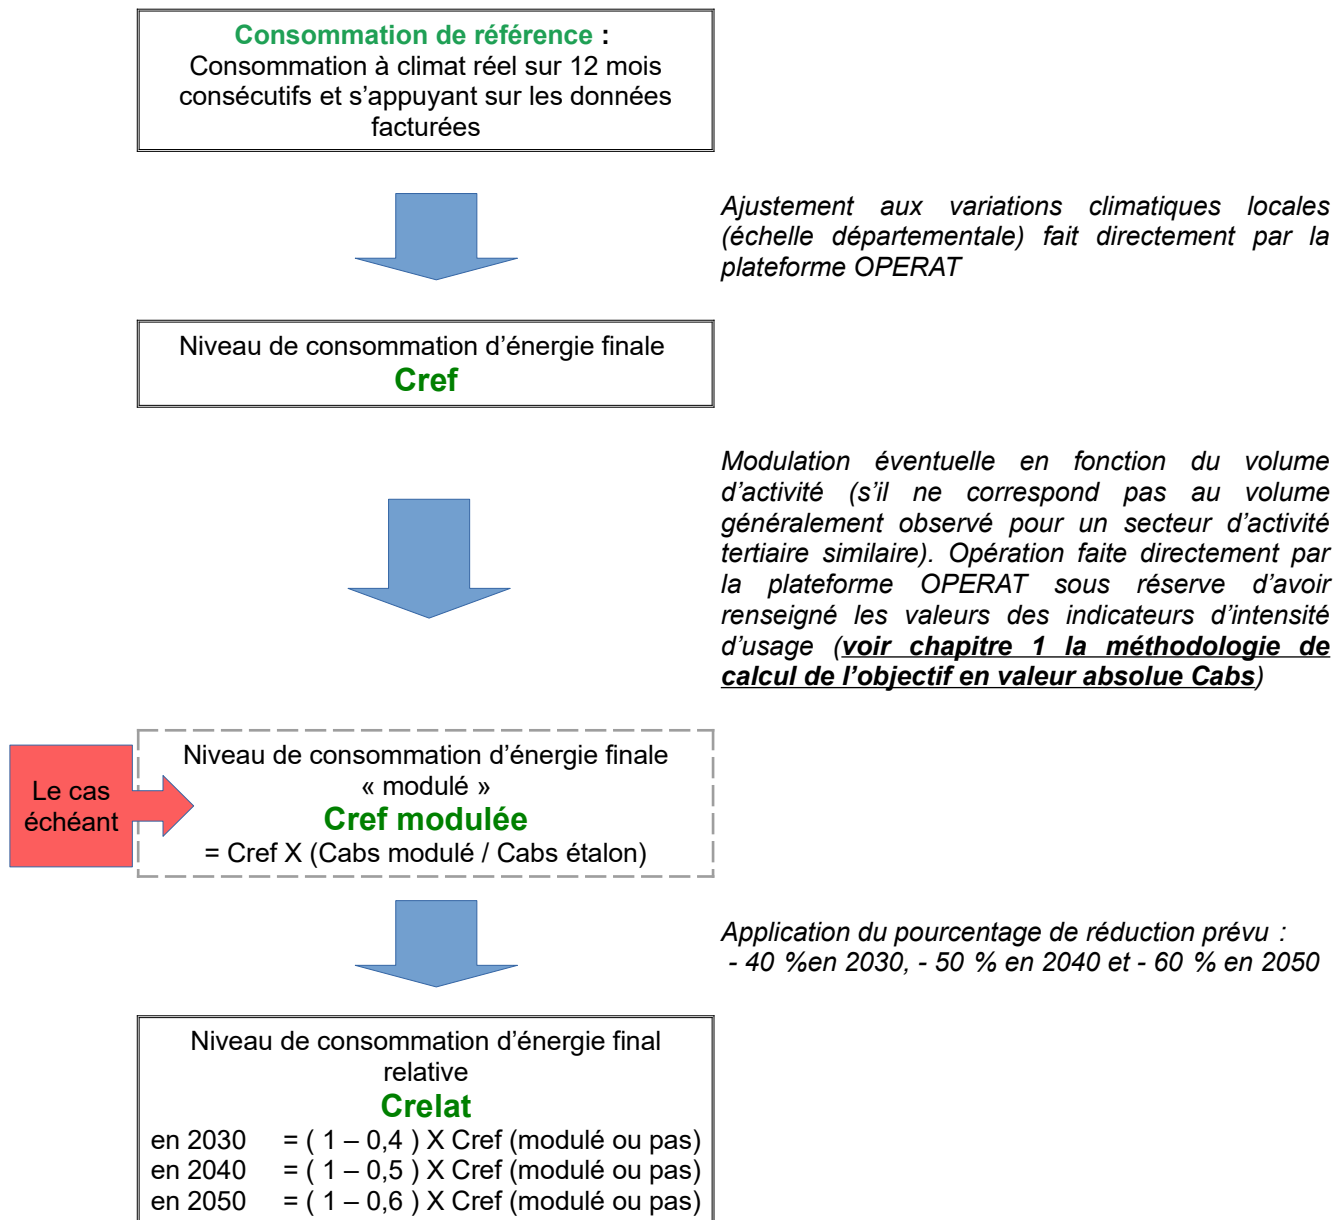 Consommation de référence :
Consommation à climat réel sur 12 mois
consécutifs et s’appuyant sur les données
facturées
Ajustement aux variations climatiques locales
(échelle départementale) fait directement par la
plateforme OPERAT
Niveau de consommation d’énergie finale
Cref
Modulation éventuelle en fonction du volume
d’activité (s’il ne correspond pas au volume
généralement observé pour un secteur d’activité
tertiaire similaire). Opération faite directement par
la plateforme OPERAT sous réserve d’avoir
renseigné les valeurs des indicateurs d’intensité
d’usage (voir chapitre 1 la méthodologie de
calcul de l’objectif en valeur absolue Cabs)
Le cas
échéant
Niveau de consommation d’énergie finale
« modulé »
Cref modulée
= Cref X (Cabs modulé / Cabs étalon)
Application du pourcentage de réduction prévu :
- 40 %en 2030, - 50 % en 2040 et - 60 % en 2050
Niveau de consommation d’énergie final
relative
Crelat
en 2030 = ( 1 – 0,4 ) X Cref (modulé ou pas)
en 2040 = ( 1 – 0,5 ) X Cref (modulé ou pas)
en 2050 = ( 1 – 0,6 ) X Cref (modulé ou pas)